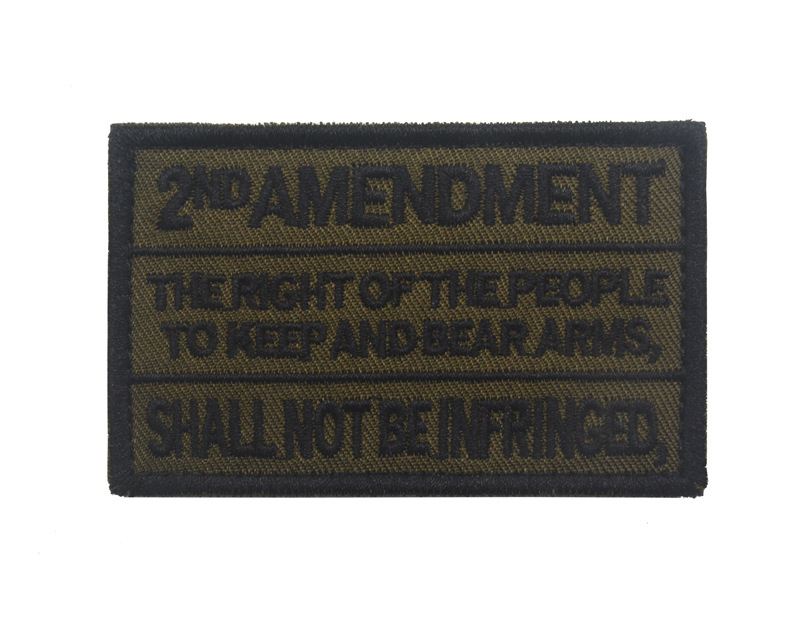 2ND AMENDMENT
THE RIGHT OF THE PEOPLE
TO KEEP AND BEAR ARMS,
SHALL NOT BE INFRINGED,